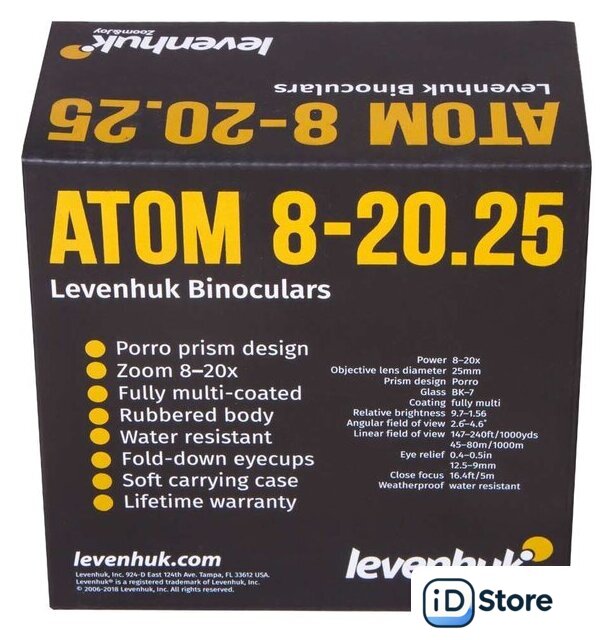 levenhuk
Zoom&Joy
Levenhuk Binoculars
ATOM 8-20.25
ATOM 8-20.25
Levenhuk Binoculars
Porro prism design
Zoom 8–20x
Fully multi-coated
Rubbered body
Water resistant
Fold-down eyecups
Soft carrying case
Lifetime warranty
Power 8–20x
Objective lens diameter 25mm
Prism design Porro
Glass BK-7
Coating fully multi
Relative brightness 9.7–1.56
Angular field of view 2.6–4.6°
Linear field of view 147–240ft/1000yds
45–80m/1000m
Eye relief 0.4–0.5in
12.5–9mm
Close focus 16.4ft/5m
Weatherproof water resistant
levenhuk.com
Levenhuk, Inc. 924-D East 124th Ave. Tampa, FL 33612 USA.
Levenhuk® is a registered trademark of Levenhuk, Inc.
© 2006-2018 Levenhuk, Inc. All rights reserved.
levenhuk
iD Store